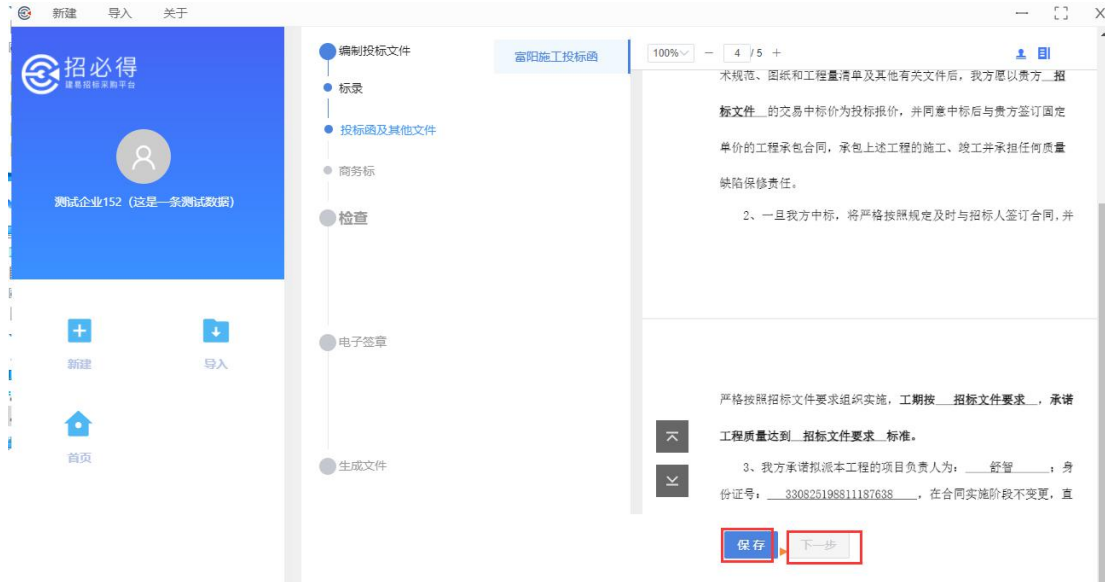 新建 导入 关于
招必得
建易招标采购平台
测试企业152（这是一条测试数据）
新建 导入
首页
编制投标文件
标录
投标函及其他文件
商务标
检查
电子签章
生成文件
富阳施工投标函
100% － 4 / 5 ＋
术规范、图纸和工程量清单及其他有关文件后，我方愿以贵方 招
标文件 的交易中标价为投标报价，并同意中标后与贵方签订固定
单价的工程承包合同，承包上述工程的施工、竣工并承担任何质量
缺陷保修责任。
2、一旦我方中标，将严格按照规定及时与招标人签订合同,并
严格按照招标文件要求组织实施，工期按 招标文件要求 ，承诺
工程质量达到 招标文件要求 标准。
3、我方承诺拟派本工程的项目负责人为： 舒智 ；身
份证号： 330825198811187638 ，在合同实施阶段不变更，直
保存 下一步